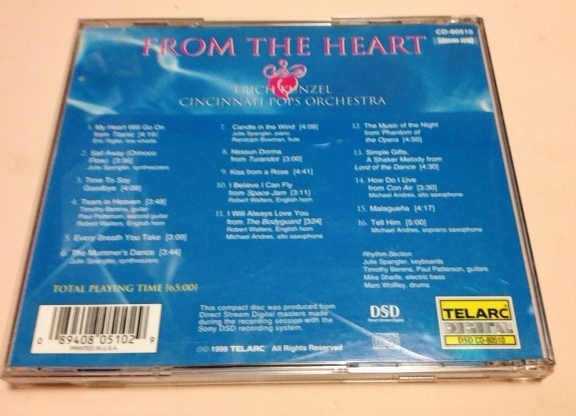 FROM THE HEART
CD-80510
ERICH KUNZEL
CINCINNATI POPS ORCHESTRA
1. My Heart Will Go On
from Titanic [4:19]
2. Sail Away (Orinoco
Flow) [3:56]
Julie Spangler, synthesizers
3. Time To Say
Goodbye [4:08]
4. Tears in Heaven [3:48]
Timothy Berens, guitar
Paul Patterson, second guitar
Robert Walters, English horn
5. Every Breath You Take [3:09]
6. The Mummer's Dance [3:44]
Julie Spangler, synthesizers
7. Candle in the Wind [4:09]
Julie Spangler, piano
Randolph Bowman, flute
8. Nessun Dorma
from Turandot [3:00]
9. Kiss from a Rose [4:41]
10. I Believe I Can Fly
from Space Jam [3:11]
Robert Walters, English horn
11. I Will Always Love You
from The Bodyguard [3:24]
Robert Walters, English horn
Michael Andres, alto saxophone
12. The Music of the Night
from Phantom of
the Opera [4:50]
13. Simple Gifts,
A Shaker Melody from
Lord of the Dance [4:30]
14. How Do I Live
from Con Air [3:30]
Michael Andres, alto saxophone
15. Malagueña [4:17]
16. Tell Him [5:00]
Michael Andres, soprano saxophone
Rhythm Section
Julie Spangler, keyboards
Timothy Berens, Paul Patterson, guitars
Mike Sharfe, electric bass
Marc Wolfley, drums
TOTAL PLAYING TIME [65:00]
0 89408 05102 9
PRINTED IN U.S.A.
This compact disc was produced from
Direct Stream Digital masters made
during the recording session with the
Sony DSD recording system.
℗© 1998 TELARC® All Rights Reserved
DSD
Direct Stream Digital
TELARC
DIGITAL
DSD CD-80510